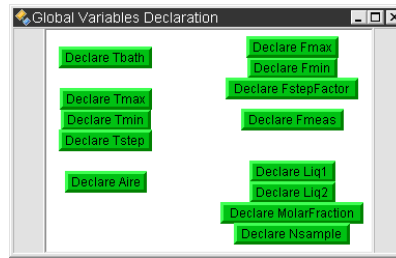 Global Variables Declaration
Declare Tbath
Declare Tmax
Declare Tmin
Declare Tstep
Declare Aire
Declare Fmax
Declare Fmin
Declare FstepFactor
Declare Fmeas
Declare Liq1
Declare Liq2
Declare MolarFraction
Declare Nsample